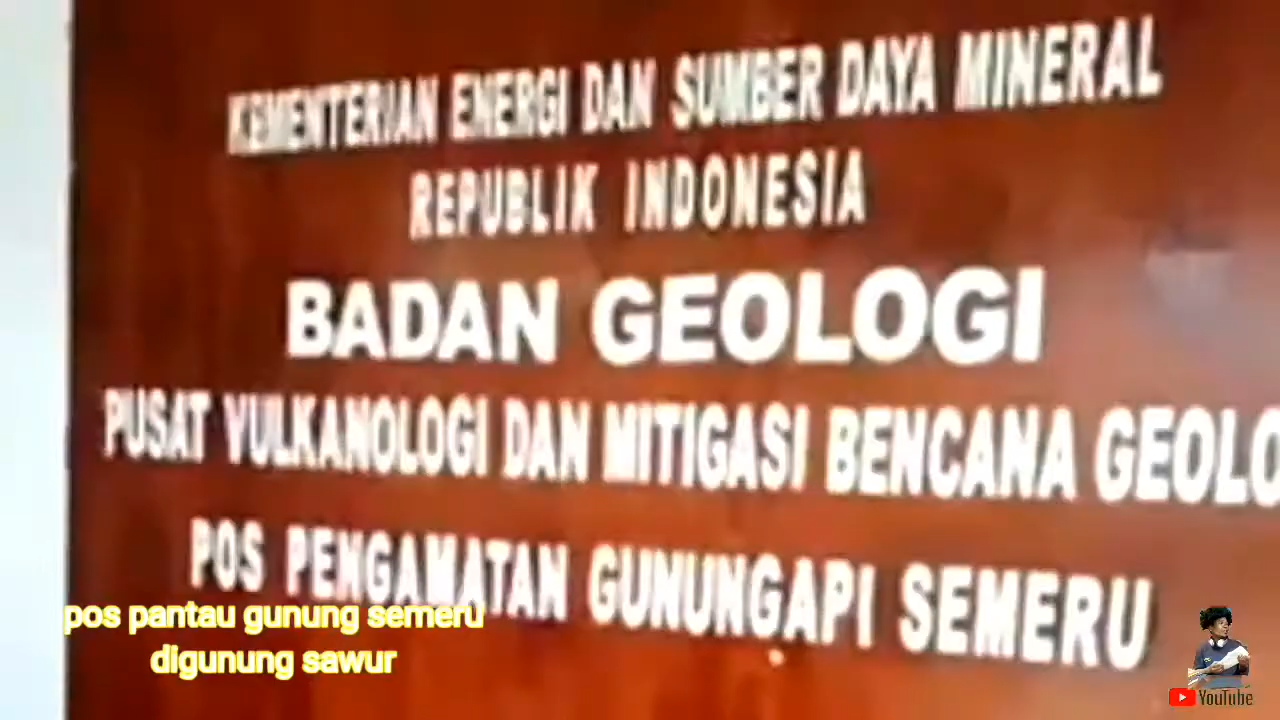 KEMENTERIAN ENERGI DAN SUMBER DAYA MINERAL
REPUBLIK INDONESIA
BADAN GEOLOGI
PUSAT VULKANOLOGI DAN MITIGASI BENCANA GEOLO
POS PENGAMATAN GUNUNGAPI SEMERU
pos pantau gunung semeru
digunung sawur
YouTube